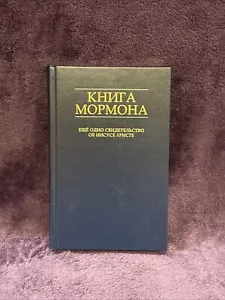 КНИГА
МОРМОНА
ЕЩЁ ОДНО СВИДЕТЕЛЬСТВО
ОБ ИИСУСЕ ХРИСТЕ